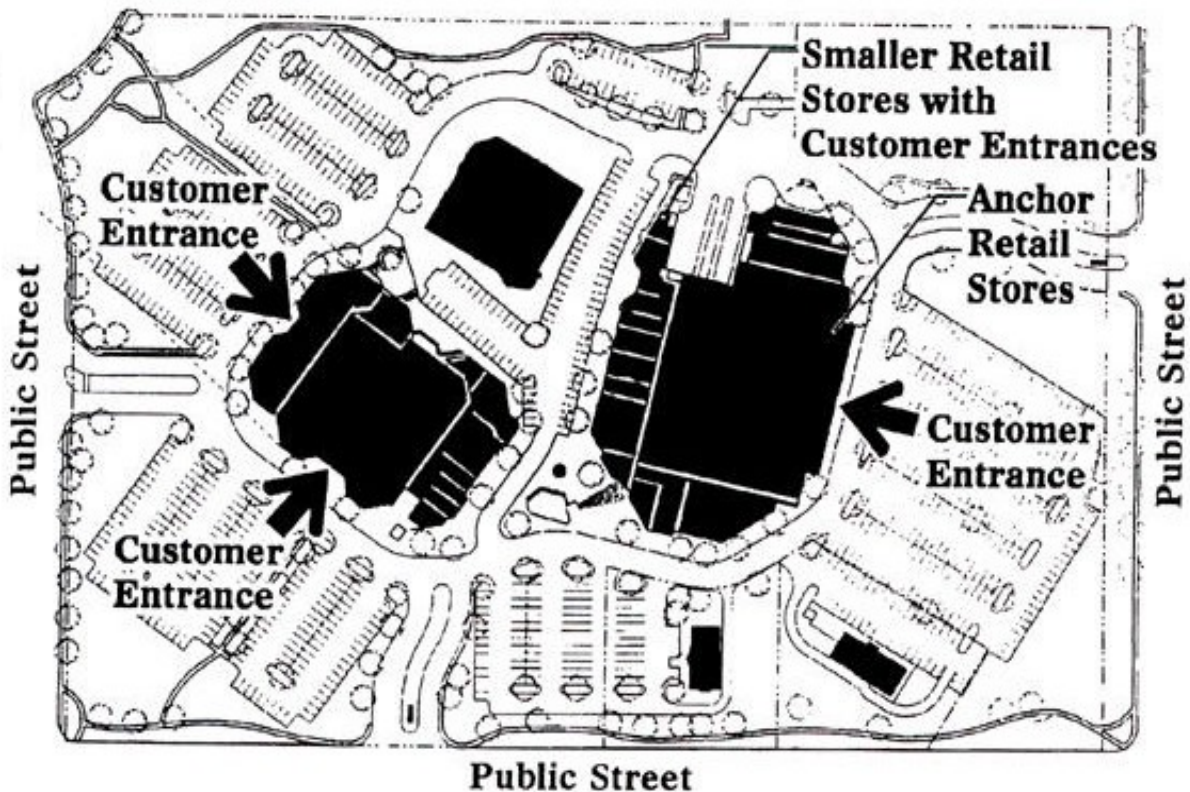 Smaller Retail
Stores with
Customer Entrances
Anchor
Retail
Stores
Customer
Entrance
Public Street
Public Street
Customer
Entrance
Customer
Entrance
Public Street